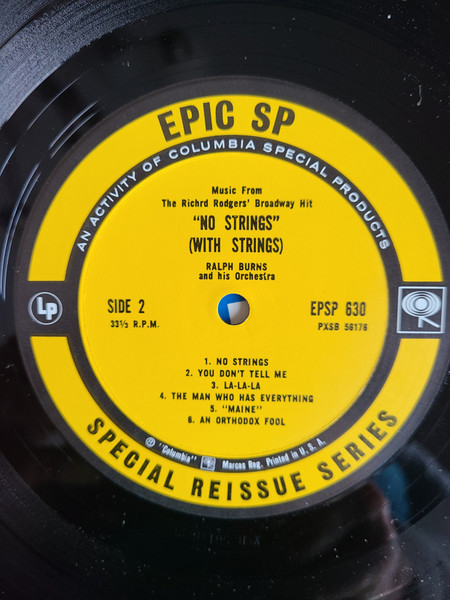 EPIC SP
AN ACTIVITY OF COLUMBIA SPECIAL PRODUCTS
Music From
The Richrd Rodgers' Broadway Hit
"NO STRINGS"
(WITH STRINGS)
RALPH BURNS
and his Orchestra
LP
SIDE 2
33⅓ R.P.M.
EPSP 630
PXSB 56176
1. NO STRINGS
2. YOU DON'T TELL ME
3. LA-LA-LA
4. THE MAN WHO HAS EVERYTHING
5. "MAINE"
6. AN ORTHODOX FOOL
Ⓟ "Columbia" Marcas Reg. Printed in U. S. A.
SPECIAL REISSUE SERIES